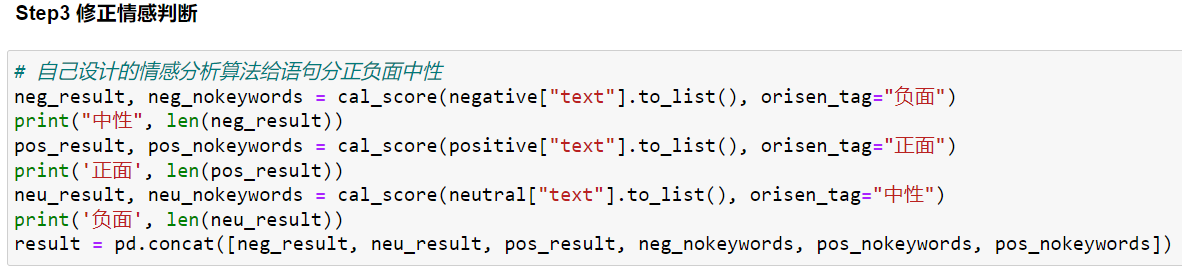 Step3 修正情感判断
# 自己设计的情感分析算法给语句分正负面中性
neg_result, neg_nokeywords = cal_score(negative["text"].to_list(), orisen_tag="负面")
print("中性", len(neg_result))
pos_result, pos_nokeywords = cal_score(positive["text"].to_list(), orisen_tag="正面")
print('正面', len(pos_result))
neu_result, neu_nokeywords = cal_score(neutral["text"].to_list(), orisen_tag="中性")
print('负面', len(neu_result))
result = pd.concat([neg_result, neu_result, pos_result, neg_nokeywords, pos_nokeywords, pos_nokeywords])